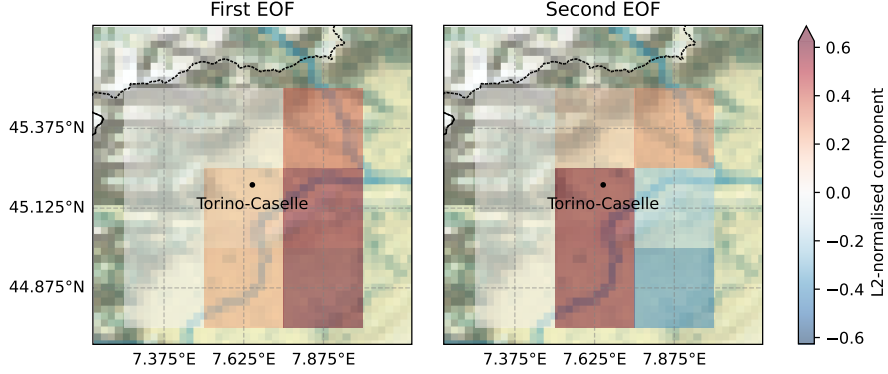 First EOF
Second EOF
45.375°N
45.125°N
44.875°N
Torino-Caselle
Torino-Caselle
7.375°E 7.625°E 7.875°E
7.375°E 7.625°E 7.875°E
0.6
0.4
0.2
0.0
−0.2
−0.4
−0.6
L2-normalised component